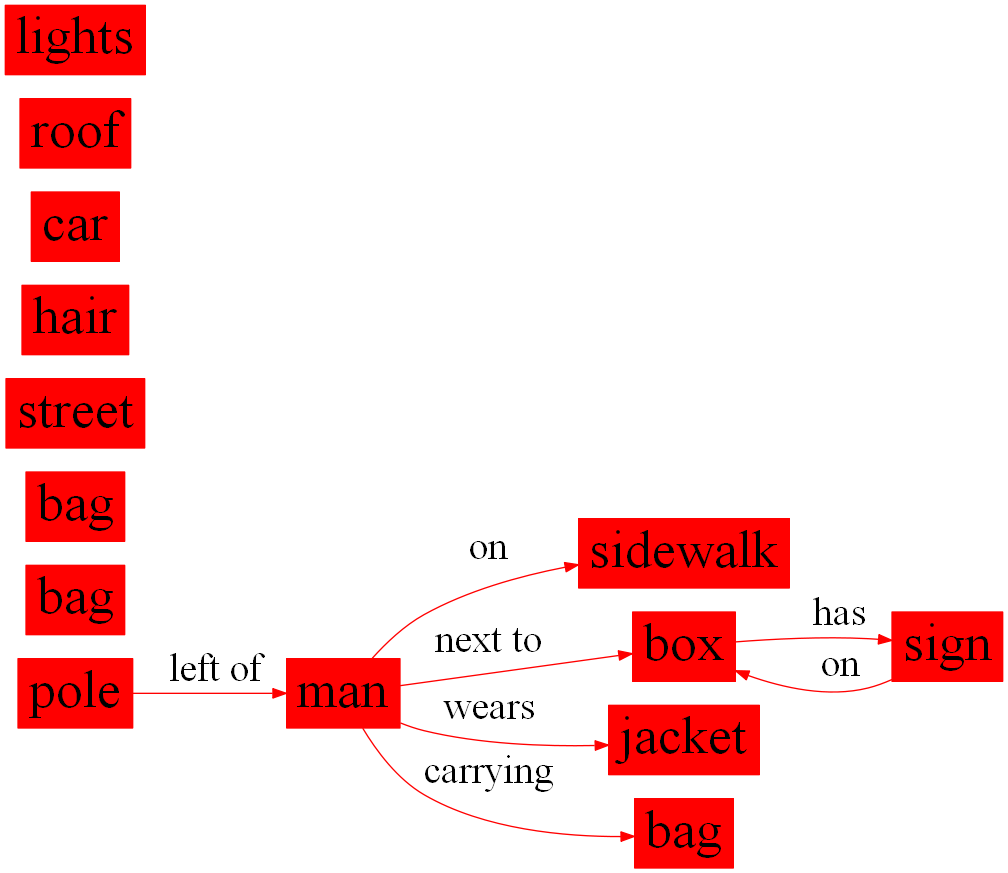 lights
roof
car
hair
street
bag
on
sidewalk
bag
next to
box
has
sign
on
pole
left of
man
wears
jacket
carrying
bag